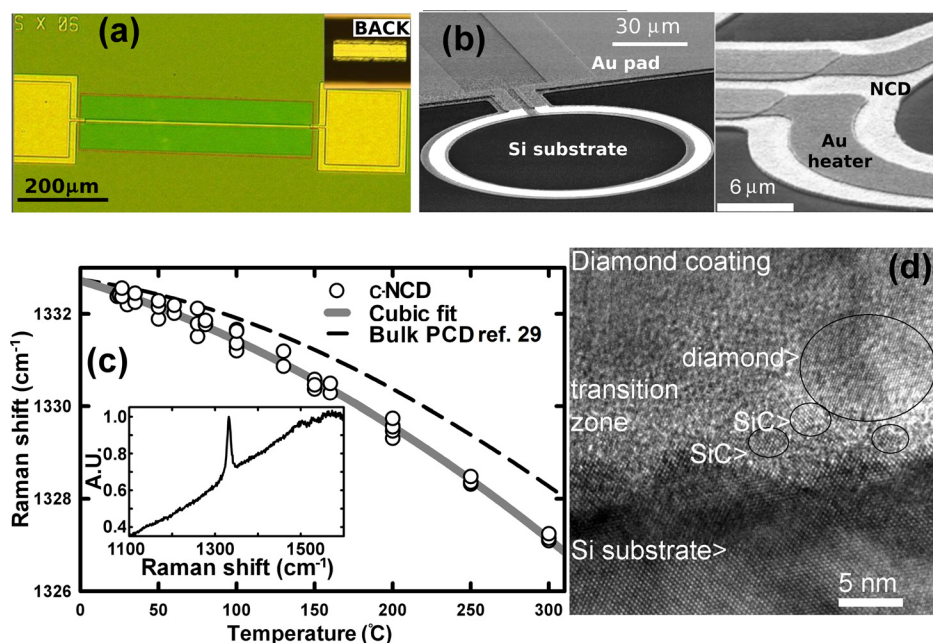 S X 06
(a)
BACK
200μm
(b)
30 μm
Au pad
Si substrate
NCD
Au
heater
6 μm
(c)
Raman shift (cm⁻¹)
1332
1330
1328
1326
0
50
100
150
200
250
300
Temperature (℃)
c-NCD
Cubic fit
Bulk PCD ref. 29
A.U.
1.0
0.8
0.6
0.4
1100
1300
1500
Raman shift (cm⁻¹)
Diamond coating
(d)
diamond>
transition
zone
SiC>
SiC>
Si substrate>
5 nm